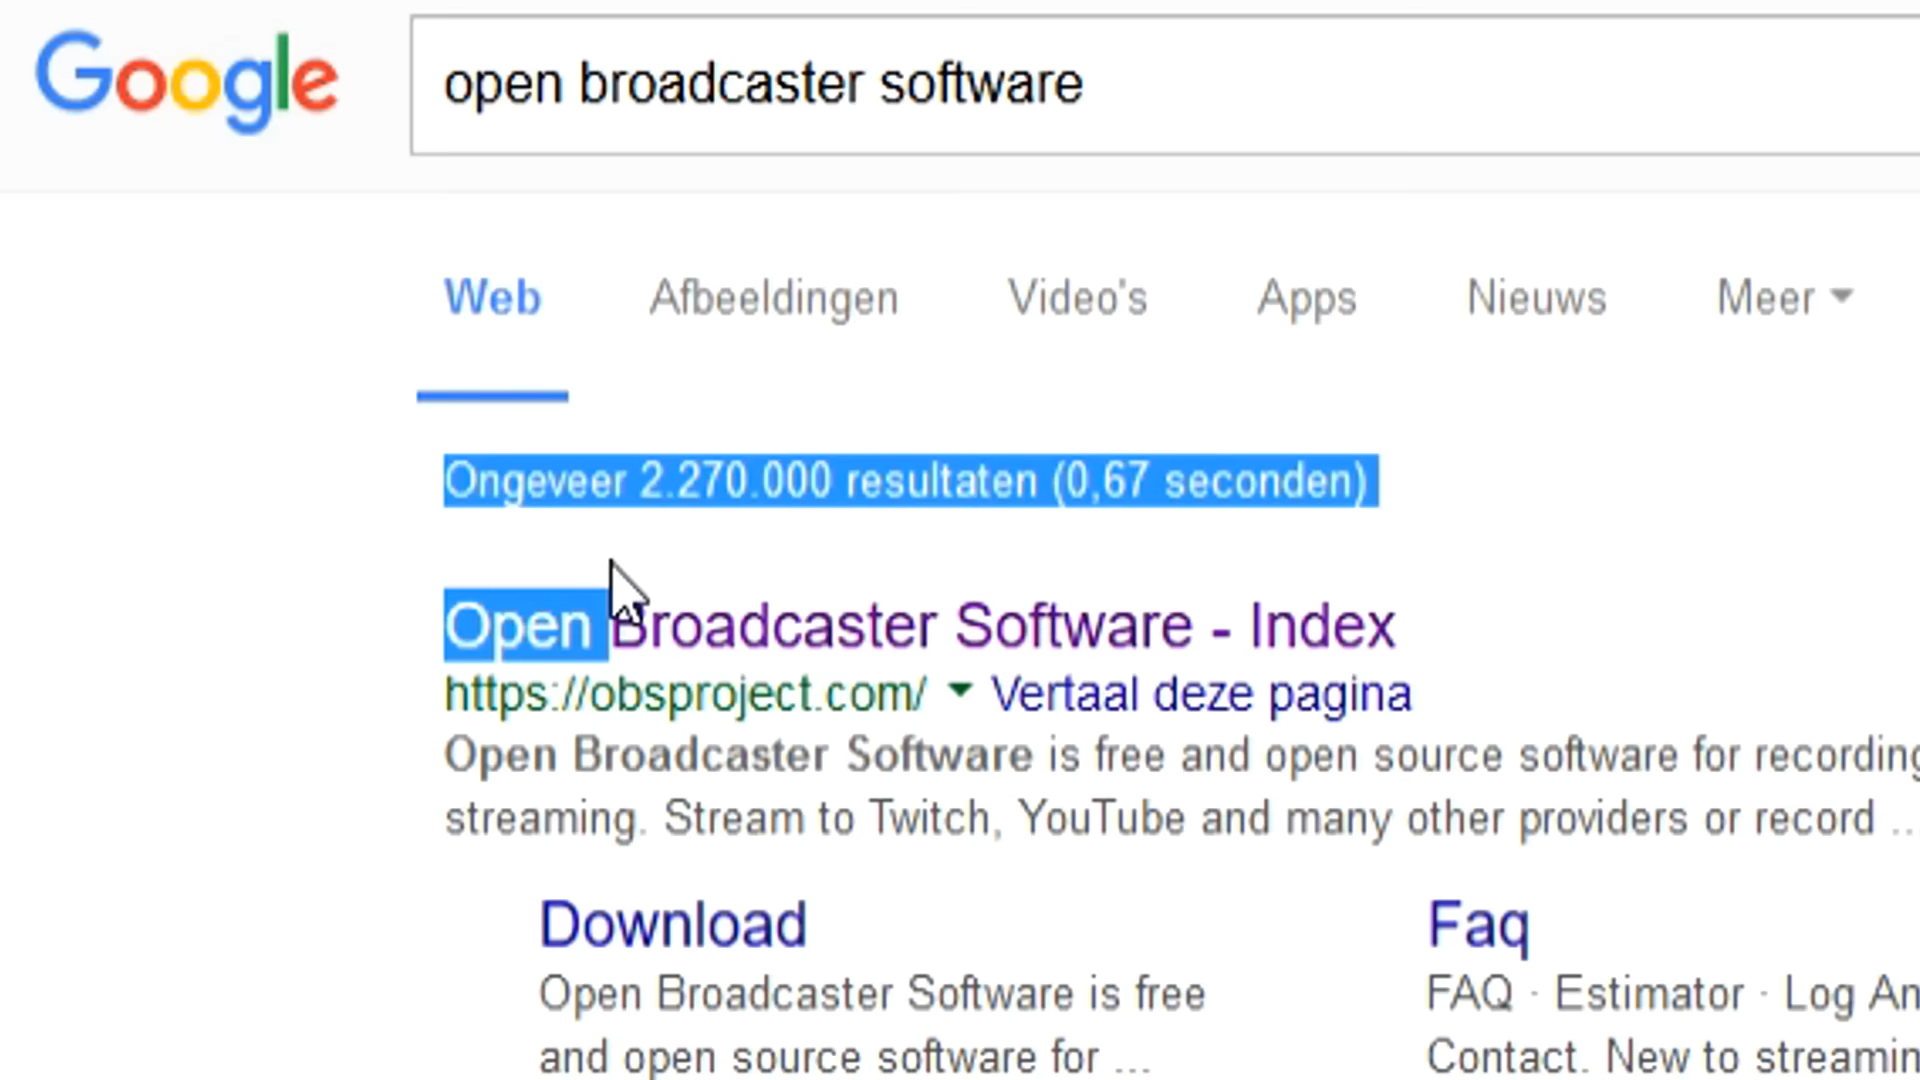 Google
open broadcaster software
Web Afbeeldingen Video's Apps Nieuws Meer
Ongeveer 2.270.000 resultaten (0,67 seconden)
Open Broadcaster Software - Index
https://obsproject.com/ Vertaal deze pagina
Open Broadcaster Software is free and open source software for recording
streaming. Stream to Twitch, YouTube and many other providers or record ...
Download
Open Broadcaster Software is free
and open source software for ...
Faq
FAQ · Estimator · Log An
Contact. New to streamin